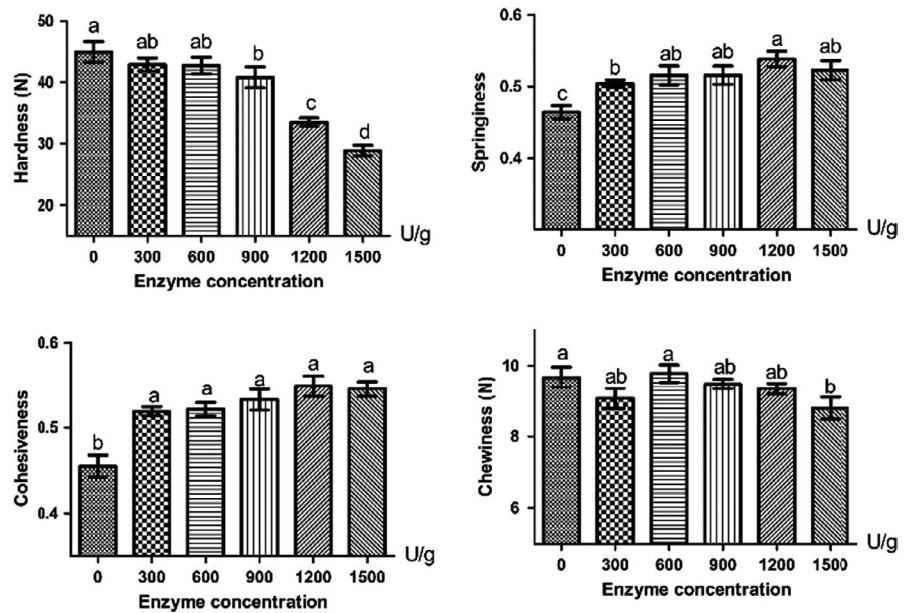 Hardness (N)
50
40
30
20
a
ab
ab
b
c
d
0 300 600 900 1200 1500 U/g
Enzyme concentration
Springiness
0.6
0.5
0.4
c
b
ab
ab
a
ab
0 300 600 900 1200 1500 U/g
Enzyme concentration
Cohesiveness
0.6
0.5
0.4
b
a
a
a
a
a
0 300 600 900 1200 1500 U/g
Enzyme concentration
Chewiness (N)
10
8
6
a
ab
a
ab
ab
b
0 300 600 900 1200 1500 U/g
Enzyme concentration